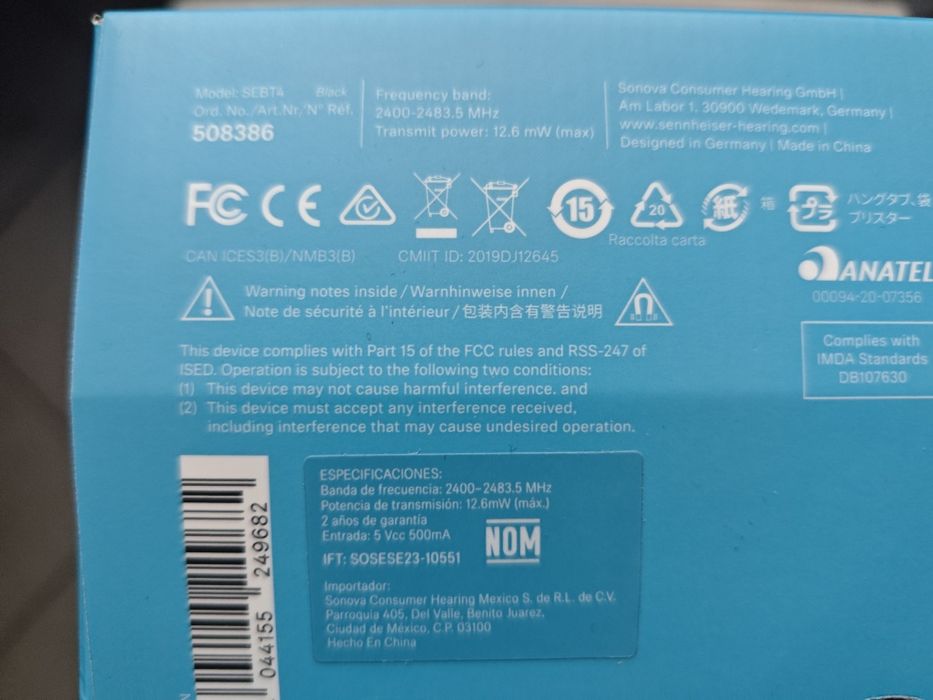 Model: SEBT4 Black
Ord. No./Art.Nr./N° Réf.
508386
Frequency band:
2400-2483.5 MHz
Transmit power: 12.6 mW (max)
Sonova Consumer Hearing GmbH |
Am Labor 1, 30900 Wedemark, Germany |
www.sennheiser-hearing.com |
Designed in Germany | Made in China
FC CE
15
20
紙
箱
プラ
ハングタブ、袋
ブリスター
Raccolta carta
CAN ICES3(B)/NMB3(B)
CMIIT ID: 2019DJ12645
ANATEL
00094-20-07356
Warning notes inside / Warnhinweise innen /
Note de sécurité à l'intérieur / 包装内含有警告说明
Complies with
IMDA Standards
DB107630
This device complies with Part 15 of the FCC rules and RSS-247 of
ISED. Operation is subject to the following two conditions:
(1) This device may not cause harmful interference. and
(2) This device must accept any interference received,
including interference that may cause undesired operation.
044155 249682
ESPECIFICACIONES:
Banda de frecuencia: 2400-2483.5 MHz
Potencia de transmisión: 12.6mW (máx.)
2 años de garantía
Entrada: 5 Vcc 500mA
NOM
IFT: SOSESE23-10551
Importador:
Sonova Consumer Hearing Mexico S. de R.L. de C.V.
Parroquia 405, Del Valle, Benito Juarez,
Ciudad de México, C.P. 03100
Hecho En China